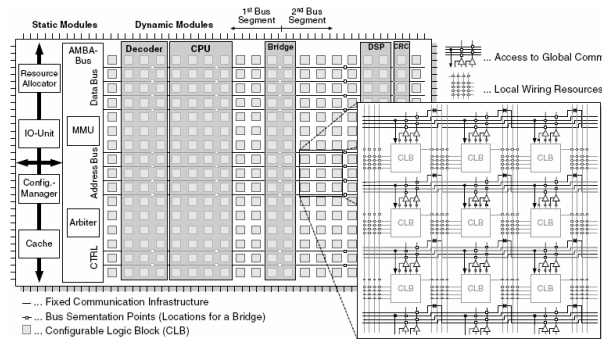 Static Modules
Dynamic Modules
1st Bus Segment
2nd Bus Segment
AMBA-Bus
Decoder
CPU
Bridge
DSP
CRC
... Access to Global Comm
... Local Wiring Resources
Resource Allocator
IO-Unit
Config.-Manager
Cache
Data Bus
MMU
Address Bus
Arbiter
CTRL
CLB CLB CLB
CLB CLB CLB
CLB CLB CLB
... Fixed Communication Infrastructure
... Bus Sementation Points (Locations for a Bridge)
... Configurable Logic Block (CLB)